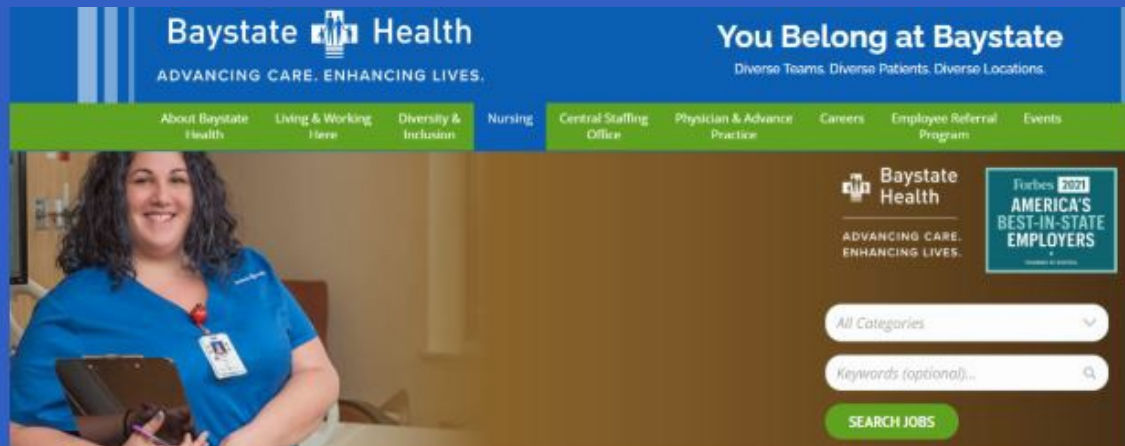 Baystate Health
ADVANCING CARE. ENHANCING LIVES.
You Belong at Baystate
Diverse Teams. Diverse Patients. Diverse Locations.
About Baystate
Health
Living & Working
Here
Diversity &
Inclusion
Nursing
Central Staffing
Office
Physician & Advance
Practice
Careers
Employee Referral
Program
Events
Baystate
Health
ADVANCING CARE.
ENHANCING LIVES.
Forbes 2021
AMERICA'S
BEST-IN-STATE
EMPLOYERS
All Categories
Keywords (optional)...
SEARCH JOBS